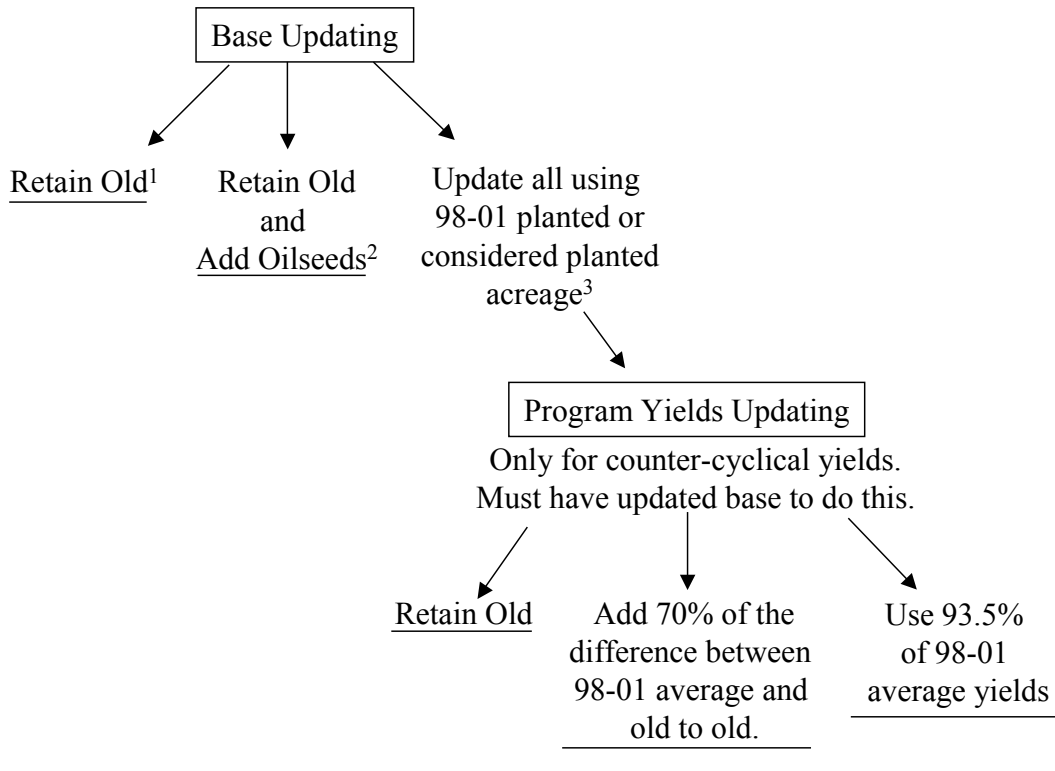 Base Updating
Retain Old¹
Retain Old
and
Add Oilseeds²
Update all using
98-01 planted or
considered planted
acreage³
Program Yields Updating
Only for counter-cyclical yields.
Must have updated base to do this.
Retain Old
Add 70% of the
difference between
98-01 average and
old to old.
Use 93.5%
of 98-01
average yields